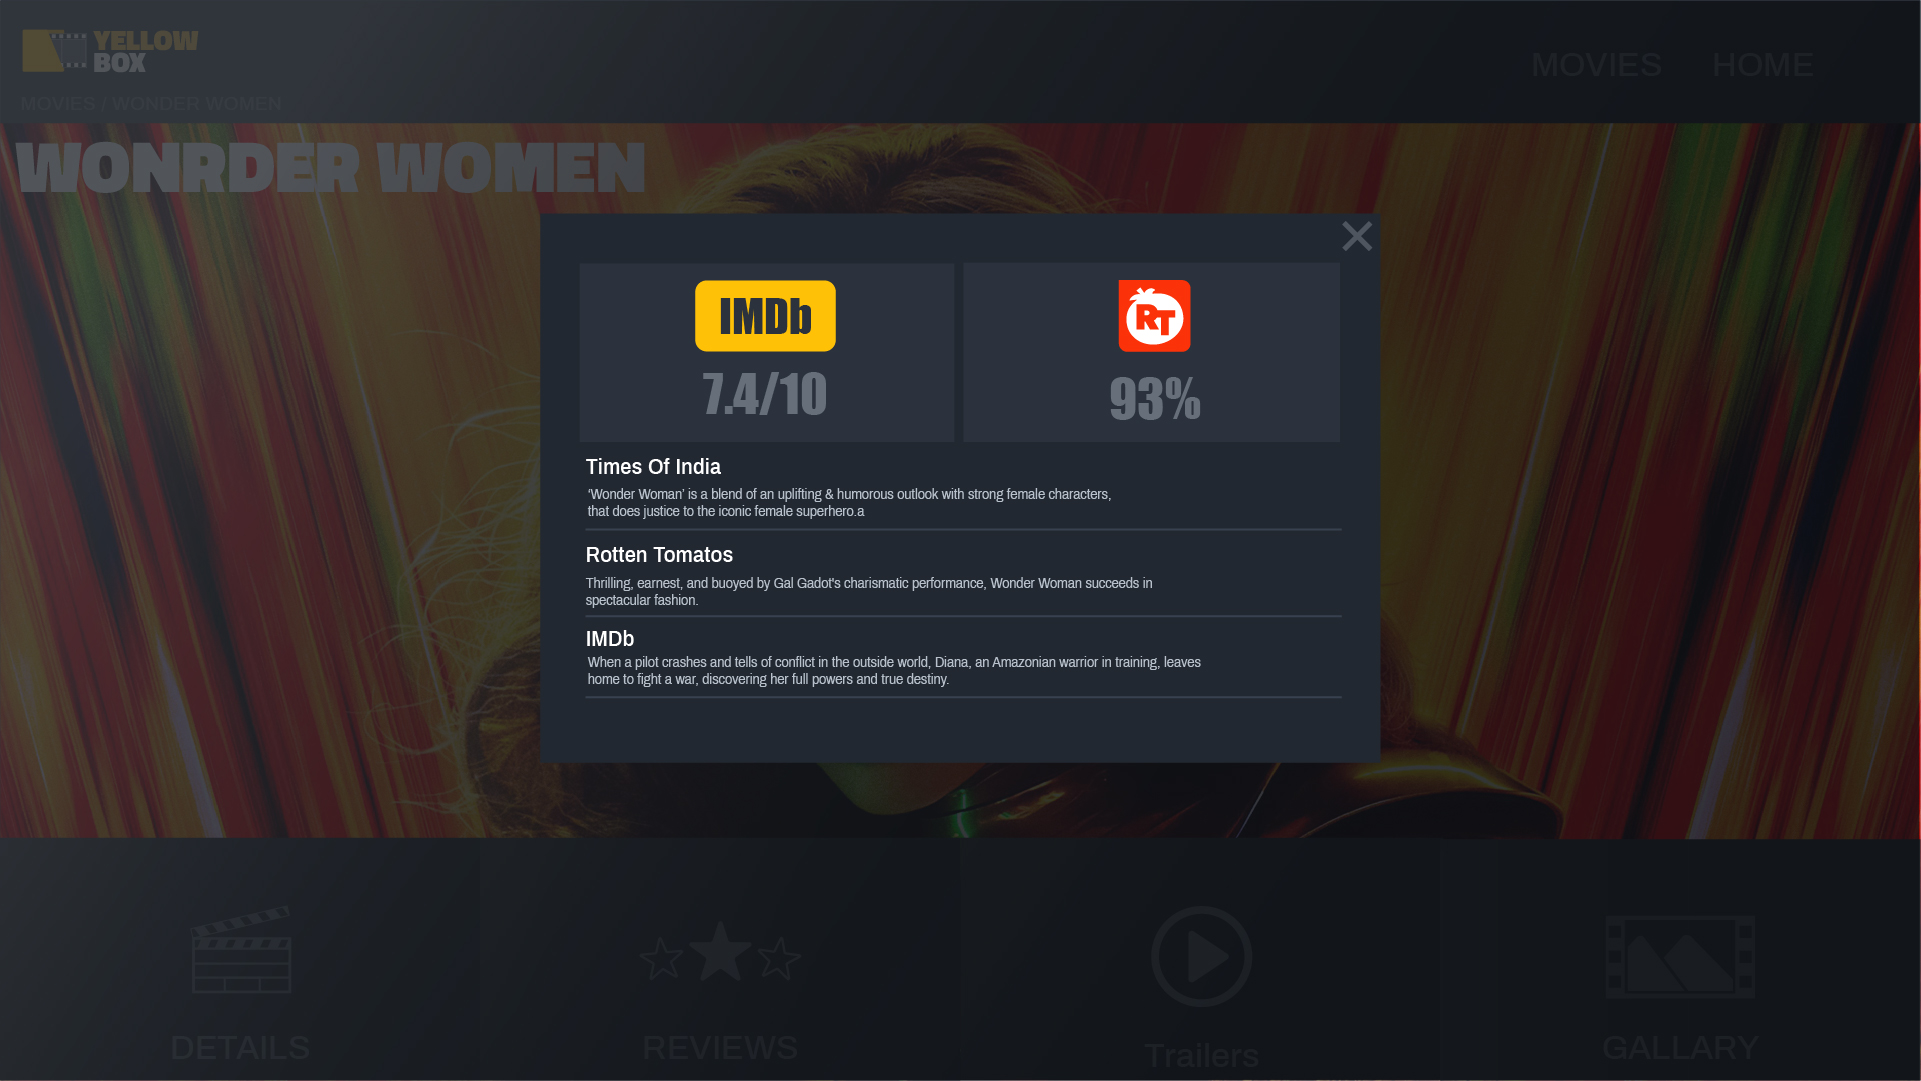 YELLOW
BOX
MOVIES HOME
MOVIES / WONDER WOMEN
WONRDER WOMEN
IMDb
7.4/10
RT
93%
Times Of India
'Wonder Woman' is a blend of an uplifting & humorous outlook with strong female characters,
that does justice to the iconic female superhero.a
Rotten Tomatos
Thrilling, earnest, and buoyed by Gal Gadot's charismatic performance, Wonder Woman succeeds in
spectacular fashion.
IMDb
When a pilot crashes and tells of conflict in the outside world, Diana, an Amazonian warrior in training, leaves
home to fight a war, discovering her full powers and true destiny.
DETAILS
REVIEWS
Trailers
GALLARY